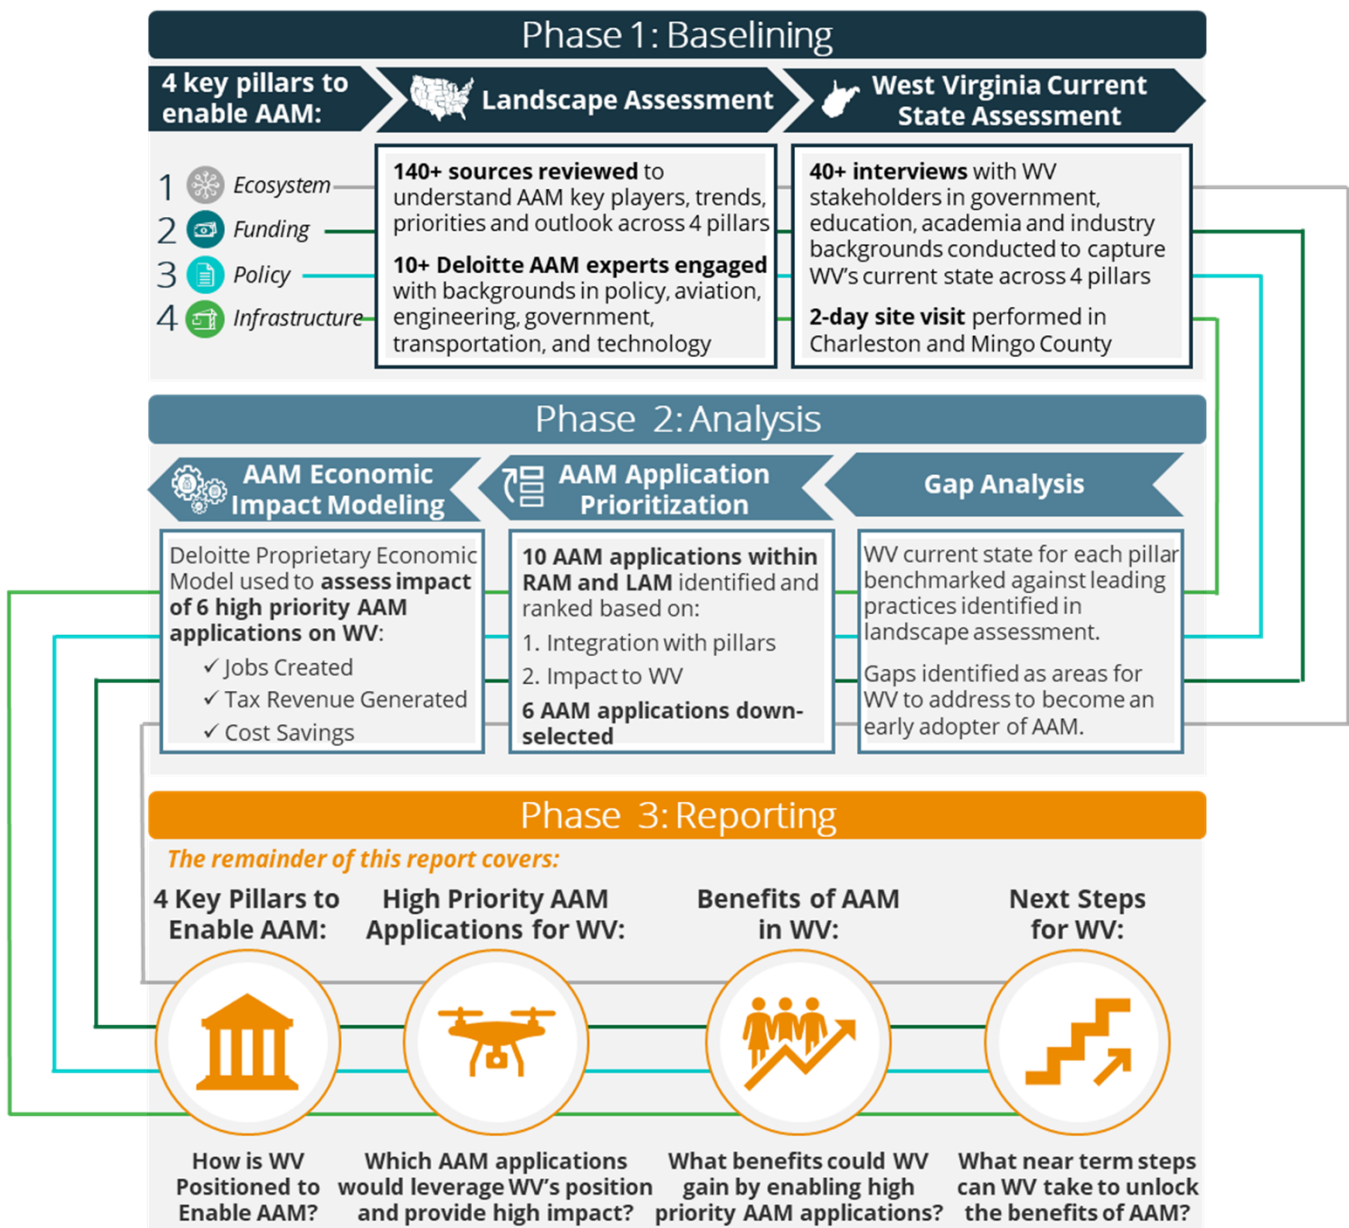 Phase 1: Baselining
4 key pillars to
enable AAM:
Landscape Assessment
West Virginia Current
State Assessment
1 Ecosystem
2 Funding
3 Policy
4 Infrastructure
140+ sources reviewed to
understand AAM key players, trends,
priorities and outlook across 4 pillars
10+ Deloitte AAM experts engaged
with backgrounds in policy, aviation,
engineering, government,
transportation, and technology
40+ interviews with WV
stakeholders in government,
education, academia and industry
backgrounds conducted to capture
WV's current state across 4 pillars
2-day site visit performed in
Charleston and Mingo County
Phase 2: Analysis
AAM Economic
Impact Modeling
AAM Application
Prioritization
Gap Analysis
Deloitte Proprietary Economic
Model used to assess impact
of 6 high priority AAM
applications on WV:
✓ Jobs Created
✓ Tax Revenue Generated
✓ Cost Savings
10 AAM applications within
RAM and LAM identified and
ranked based on:
1. Integration with pillars
2. Impact to WV
6 AAM applications down-
selected
WV current state for each pillar
benchmarked against leading
practices identified in
landscape assessment.
Gaps identified as areas for
WV to address to become an
early adopter of AAM.
Phase 3: Reporting
The remainder of this report covers:
4 Key Pillars to
Enable AAM:
High Priority AAM
Applications for WV:
Benefits of AAM
in WV:
Next Steps
for WV:
How is WV
Positioned to
Enable AAM?
Which AAM applications
would leverage WV's position
and provide high impact?
What benefits could WV
gain by enabling high
priority AAM applications?
What near term steps
can WV take to unlock
the benefits of AAM?